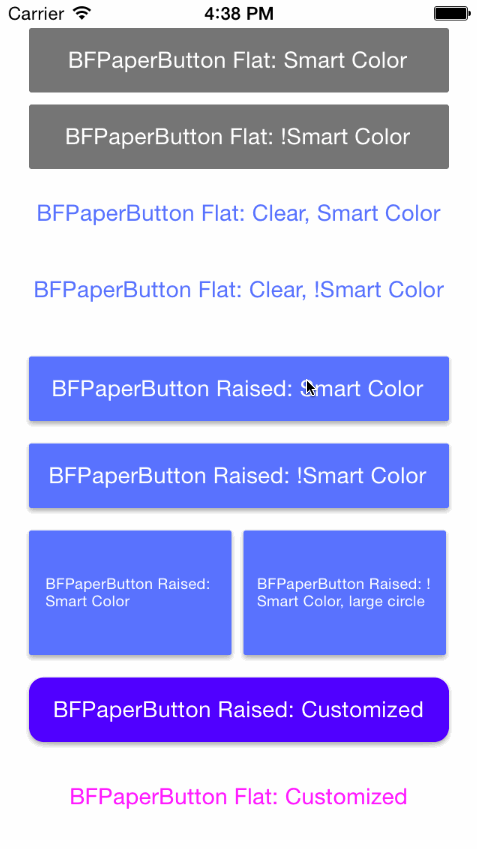 Carrier 4:38 PM
BFPaperButton Flat: Smart Color
BFPaperButton Flat: !Smart Color
BFPaperButton Flat: Clear, Smart Color
BFPaperButton Flat: Clear, !Smart Color
BFPaperButton Raised: Smart Color
BFPaperButton Raised: !Smart Color
BFPaperButton Raised:
Smart Color
BFPaperButton Raised: !
Smart Color, large circle
BFPaperButton Raised: Customized
BFPaperButton Flat: Customized